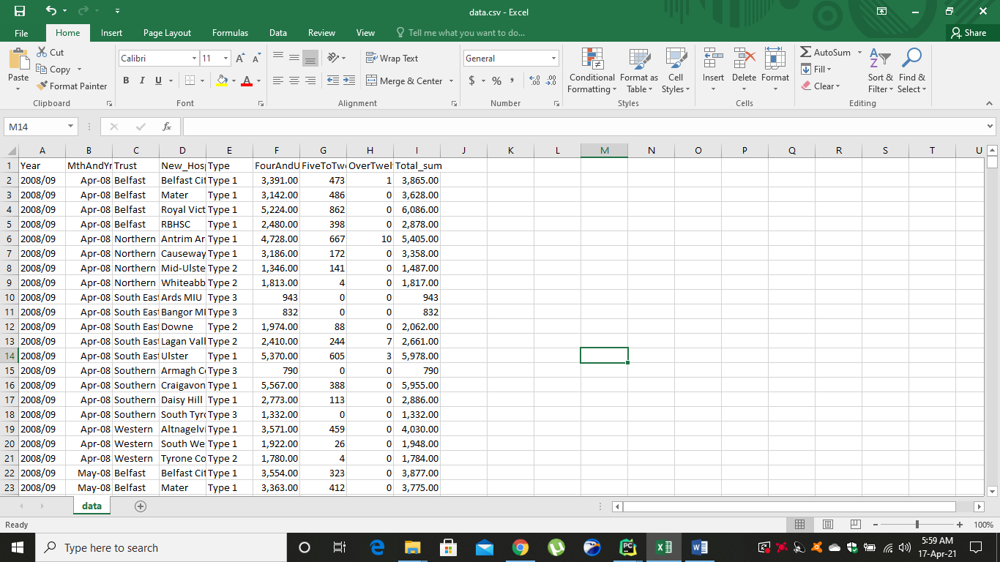 data.csv - Excel
File Home Insert Page Layout Formulas Data Review View Tell me what you want to do... Share
Paste
Cut
Copy
Format Painter
Clipboard
Calibri 11
B I U
Font
Wrap Text
Merge & Center
Alignment
General
$ % ,
Number
Conditional Formatting
Format as Table
Cell Styles
Styles
Insert Delete Format
Cells
AutoSum
Fill
Clear
Sort & Filter
Find & Select
Editing
M14 fx
A B C D E F G H I J K L M N O P Q R S T U
1 Year MthAndYr Trust New_Hosp Type FourAndU FiveToTwe OverTwel Total_sum
2 2008/09 Apr-08 Belfast Belfast Cit Type 1 3,391.00 473 1 3,865.00
3 2008/09 Apr-08 Belfast Mater Type 1 3,142.00 486 0 3,628.00
4 2008/09 Apr-08 Belfast Royal Vict Type 1 5,224.00 862 0 6,086.00
5 2008/09 Apr-08 Belfast RBHSC Type 1 2,480.00 398 0 2,878.00
6 2008/09 Apr-08 Northern Antrim Ar Type 1 4,728.00 667 10 5,405.00
7 2008/09 Apr-08 Northern Causeway Type 1 3,186.00 172 0 3,358.00
8 2008/09 Apr-08 Northern Mid-Ulste Type 2 1,346.00 141 0 1,487.00
9 2008/09 Apr-08 Northern Whiteabb Type 2 1,813.00 4 0 1,817.00
10 2008/09 Apr-08 South East Ards MIU Type 3 943 0 0 943
11 2008/09 Apr-08 South East Bangor MI Type 3 832 0 0 832
12 2008/09 Apr-08 South East Downe Type 2 1,974.00 88 0 2,062.00
13 2008/09 Apr-08 South East Lagan Vall Type 2 2,410.00 244 7 2,661.00
14 2008/09 Apr-08 South East Ulster Type 1 5,370.00 605 3 5,978.00
15 2008/09 Apr-08 Southern Armagh C Type 3 790 0 0 790
16 2008/09 Apr-08 Southern Craigavon Type 1 5,567.00 388 0 5,955.00
17 2008/09 Apr-08 Southern Daisy Hill Type 1 2,773.00 113 0 2,886.00
18 2008/09 Apr-08 Southern South Tyr Type 3 1,332.00 0 0 1,332.00
19 2008/09 Apr-08 Western Altnagelvi Type 1 3,571.00 459 0 4,030.00
20 2008/09 Apr-08 Western South We Type 1 1,922.00 26 0 1,948.00
21 2008/09 Apr-08 Western Tyrone Co Type 2 1,780.00 4 0 1,784.00
22 2008/09 May-08 Belfast Belfast Cit Type 1 3,554.00 323 0 3,877.00
23 2008/09 May-08 Belfast Mater Type 1 3,363.00 412 0 3,775.00
data
Ready 100%
Type here to search
5:59 AM
17-Apr-21